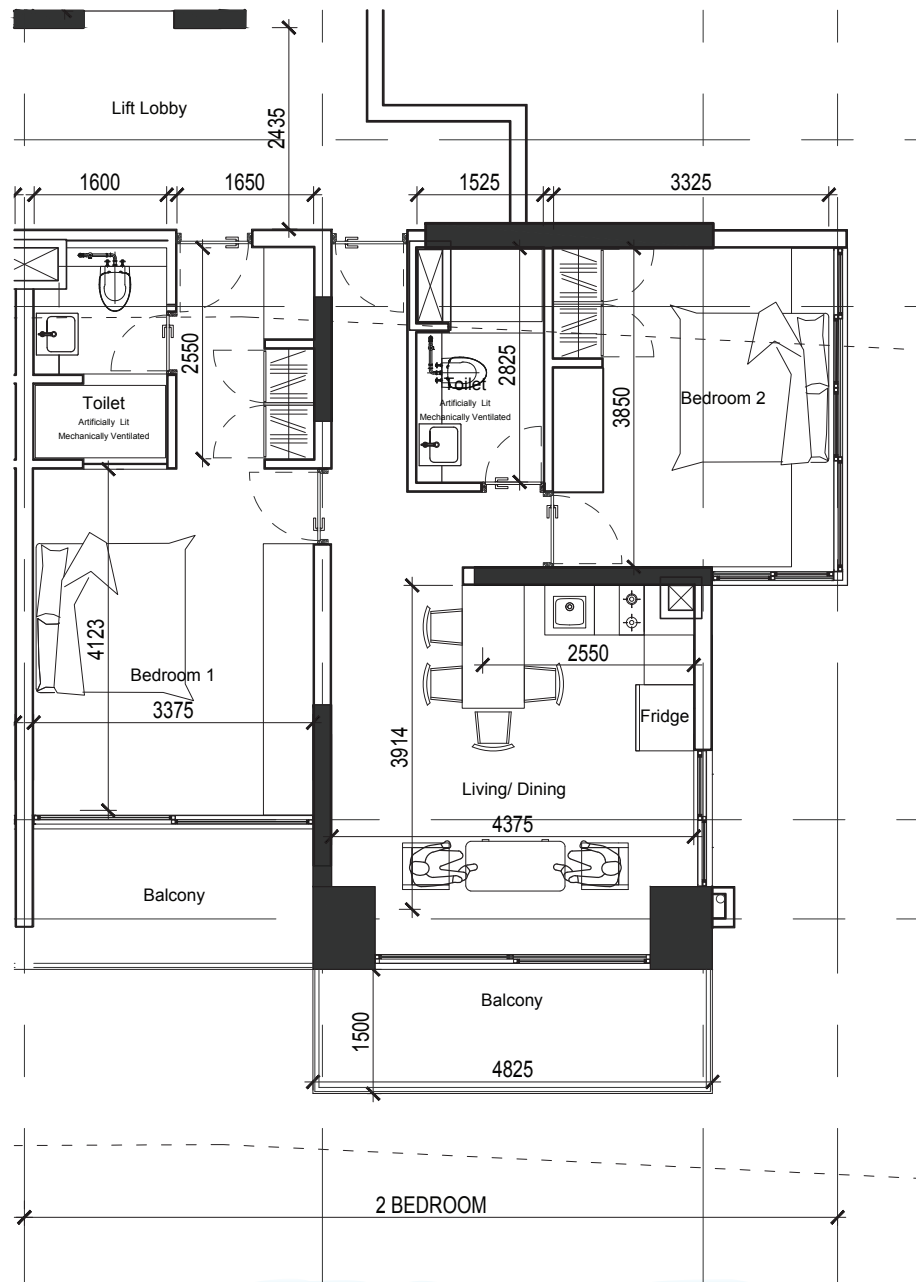 Lift Lobby
2435
1600
1650
1525
3325
2550
2825
3850
Toilet
Artificially Lit
Mechanically Ventilated
Toilet
Artificially Lit
Mechanically Ventilated
Bedroom 2
4123
Bedroom 1
3375
2550
Fridge
3914
Living/ Dining
4375
Balcony
Balcony
1500
4825
2 BEDROOM